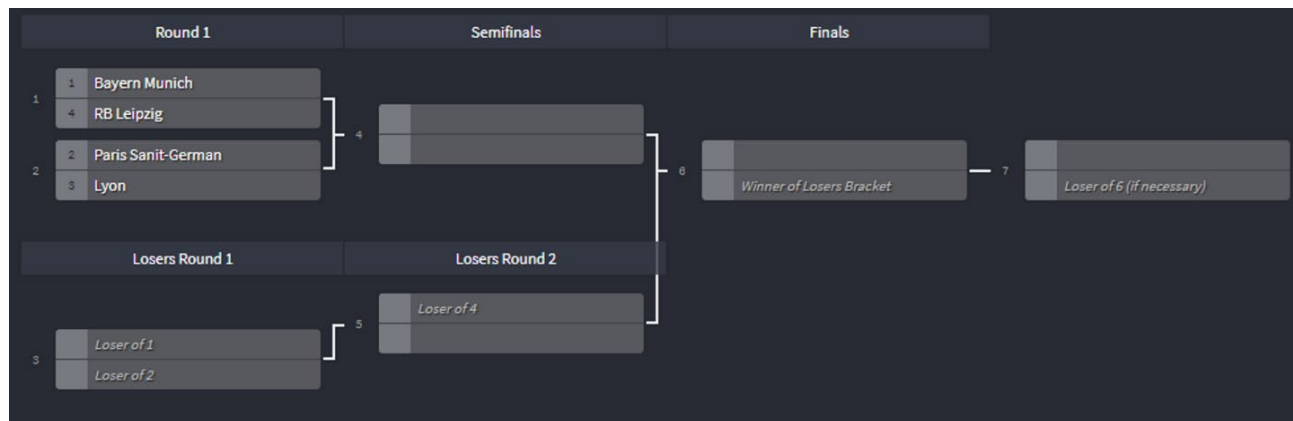 Round 1 Semifinals Finals
1 1 Bayern Munich
4 RB Leipzig
2 2 Paris Sanit-German
3 Lyon
4
6 Winner of Losers Bracket
7 Loser of 6 (if necessary)
Losers Round 1 Losers Round 2
3 Loser of 1
Loser of 2
5 Loser of 4